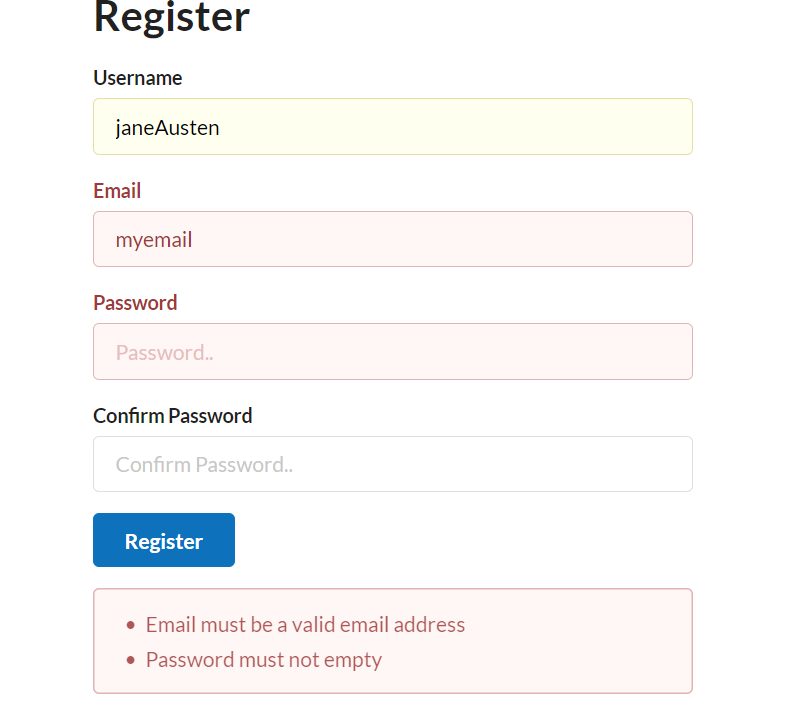 Register
Username
janeAusten
Email
myemail
Password
Password..
Confirm Password
Confirm Password..
Register
• Email must be a valid email address
• Password must not empty